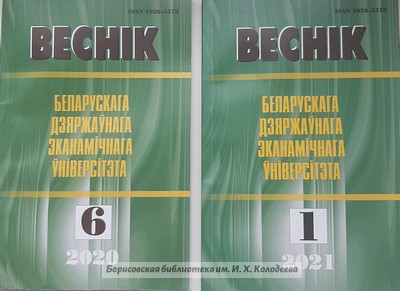 ISSN 1026-4578
ВЕСНІК
БЕЛАРУСКАГА
ДЗЯРЖАЎНАГА
ЭКАНАМІЧНАГА
ЎНІВЕРСІТЭТА
6
2020
ISSN 1026-4578
ВЕСНІК
БЕЛАРУСКАГА
ДЗЯРЖАЎНАГА
ЭКАНАМІЧНАГА
ЎНІВЕРСІТЭТА
1
2021
Борисовская библиотека им. И. Х. Колодеева